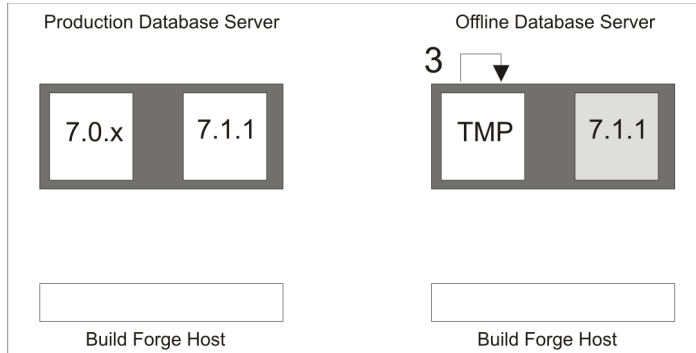 Production Database Server
Offline Database Server
3
7.0.x
7.1.1
TMP
7.1.1
Build Forge Host
Build Forge Host